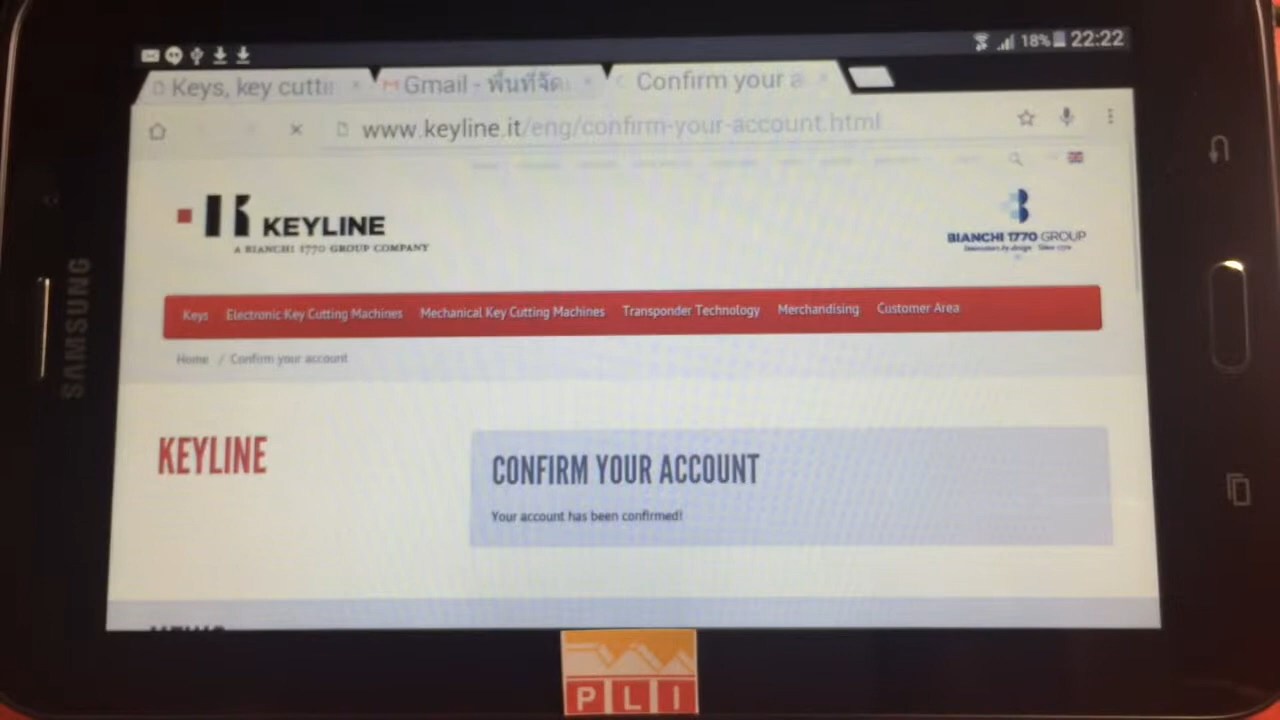 18% 22:22
Keys, key cuttin
Gmail - พื้นที่จัด
Confirm your a
www.keyline.it/eng/confirm-your-account.html
KEYLINE
A BIANCHI 1770 GROUP COMPANY
BIANCHI 1770 GROUP
Keys Electronic Key Cutting Machines Mechanical Key Cutting Machines Transponder Technology Merchandising Customer Area
Home / Confirm your account
KEYLINE
CONFIRM YOUR ACCOUNT
Your account has been confirmed!
SAMSUNG
PLI